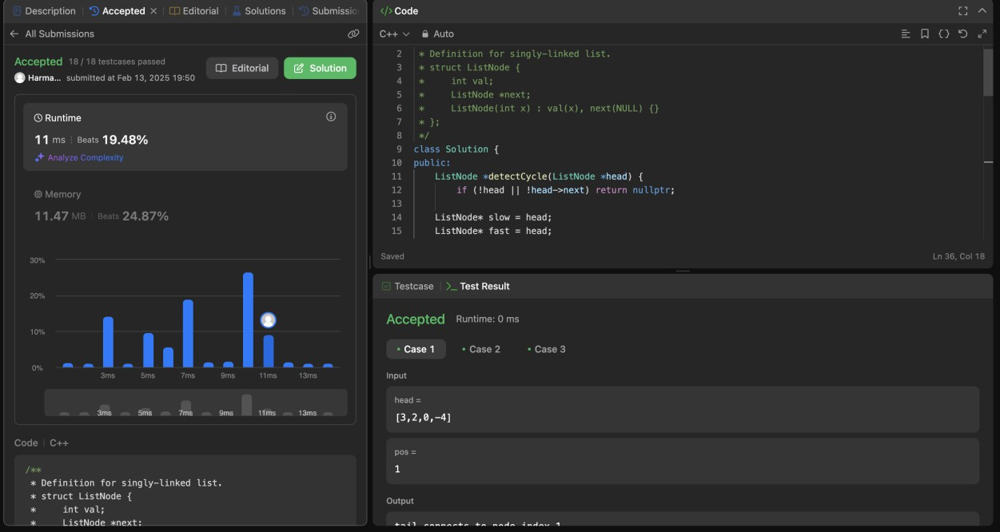 Description
Accepted
Editorial
Solutions
Submissio
All Submissions
Accepted 18 / 18 testcases passed
Harma... submitted at Feb 13, 2025 19:50
Editorial
Solution
Runtime
11 ms | Beats 19.48%
Analyze Complexity
Memory
11.47 MB | Beats 24.87%
30%
20%
10%
0%
3ms 5ms 7ms 9ms 11ms 13ms
3ms 5ms 7ms 9ms 11ms 13ms
Code | C++
/**
* Definition for singly-linked list.
* struct ListNode {
*     int val;
*     ListNode *next;
</> Code
C++
Auto
2 * Definition for singly-linked list.
3 * struct ListNode {
4 *     int val;
5 *     ListNode *next;
6 *     ListNode(int x) : val(x), next(NULL) {}
7 * };
8 */
9 class Solution {
10 public:
11     ListNode *detectCycle(ListNode *head) {
12         if (!head || !head->next) return nullptr;
13
14     ListNode* slow = head;
15     ListNode* fast = head;
Saved
Ln 36, Col 18
Testcase
>_ Test Result
Accepted Runtime: 0 ms
• Case 1 • Case 2 • Case 3
Input
head =
[3,2,0,-4]
pos =
1
Output
tail connects to node index 1